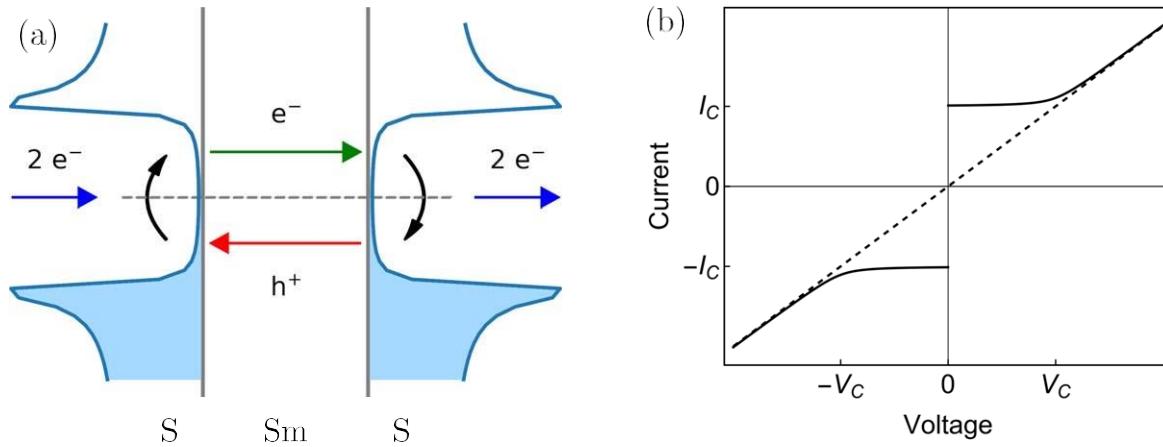 (a)
e⁻
2 e⁻
2 e⁻
h⁺
S
Sm
S
(b)
Current
I_C
0
-I_C
-V_C
0
V_C
Voltage